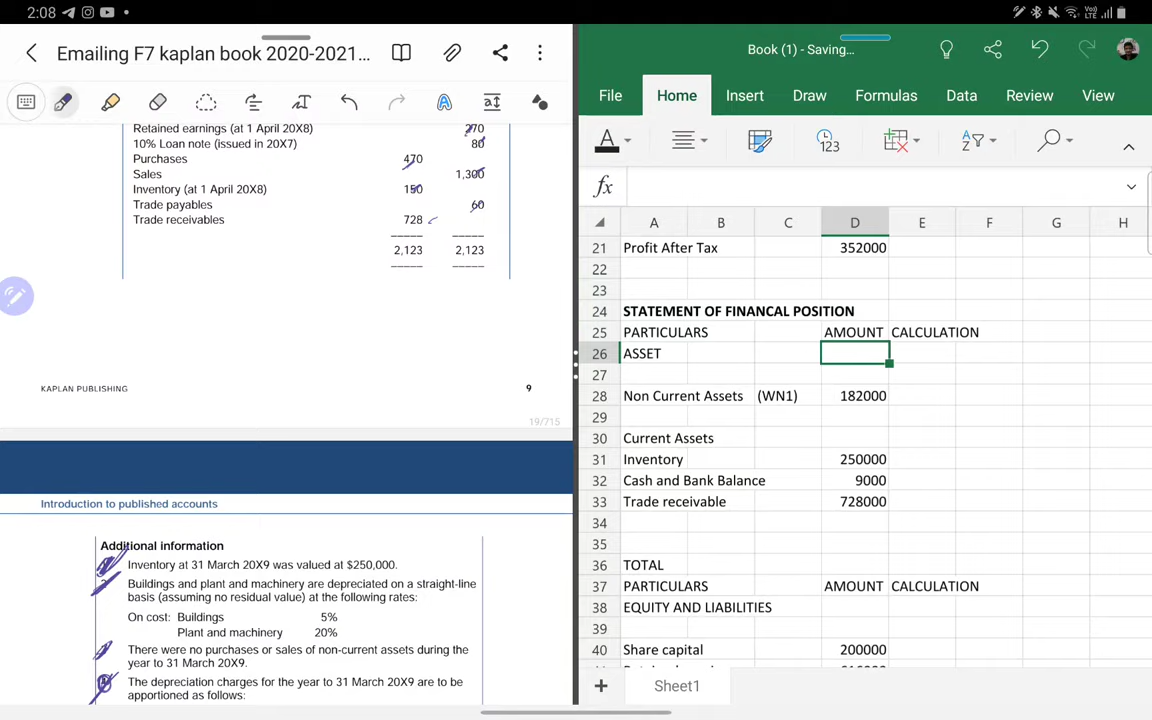 2:08
Emailing F7 kaplan book 2020-2021...
Retained earnings (at 1 April 20X8) 270
10% Loan note (issued in 20X7) 80
Purchases 470
Sales 1,300
Inventory (at 1 April 20X8) 150
Trade payables 60
Trade receivables 728
2,123 2,123
KAPLAN PUBLISHING 9
19/715
Introduction to published accounts
Additional information
Inventory at 31 March 20X9 was valued at $250,000.
Buildings and plant and machinery are depreciated on a straight-line
basis (assuming no residual value) at the following rates:
On cost: Buildings 5%
Plant and machinery 20%
There were no purchases or sales of non-current assets during the
year to 31 March 20X9.
The depreciation charges for the year to 31 March 20X9 are to be
apportioned as follows:
Book (1) - Saving...
File Home Insert Draw Formulas Data Review View
A 123
fx
A B C D E F G H
21 Profit After Tax 352000
22
23
24 STATEMENT OF FINANCAL POSITION
25 PARTICULARS AMOUNT CALCULATION
26 ASSET
27
28 Non Current Assets (WN1) 182000
29
30 Current Assets
31 Inventory 250000
32 Cash and Bank Balance 9000
33 Trade receivable 728000
34
35
36 TOTAL
37 PARTICULARS AMOUNT CALCULATION
38 EQUITY AND LIABILITIES
39
40 Share capital 200000
Sheet1